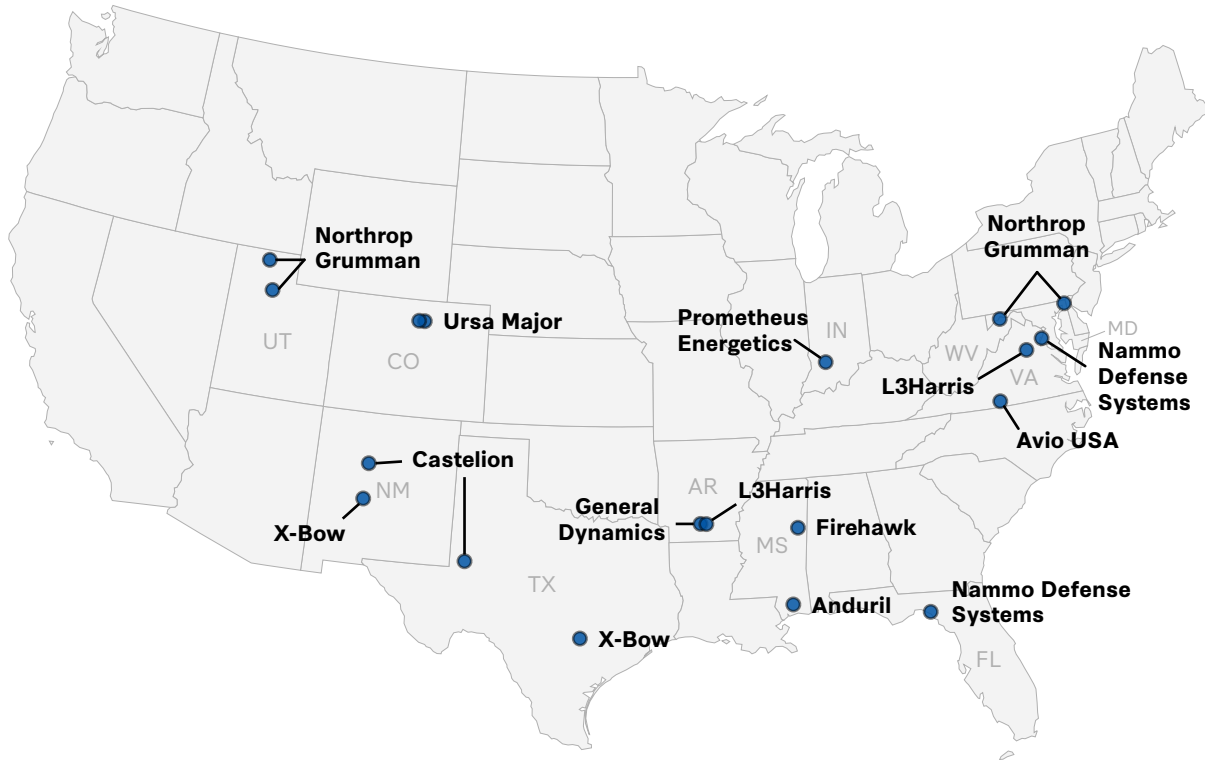 Northrop
Grumman
Northrop
Grumman
UT
Ursa Major
CO
Prometheus
Energetics
IN
MD
WV
Nammo
Defense
Systems
L3Harris
VA
Avio USA
Castelion
NM
X-Bow
AR
L3Harris
General
Dynamics
Firehawk
MS
TX
Anduril
Nammo Defense
Systems
X-Bow
FL